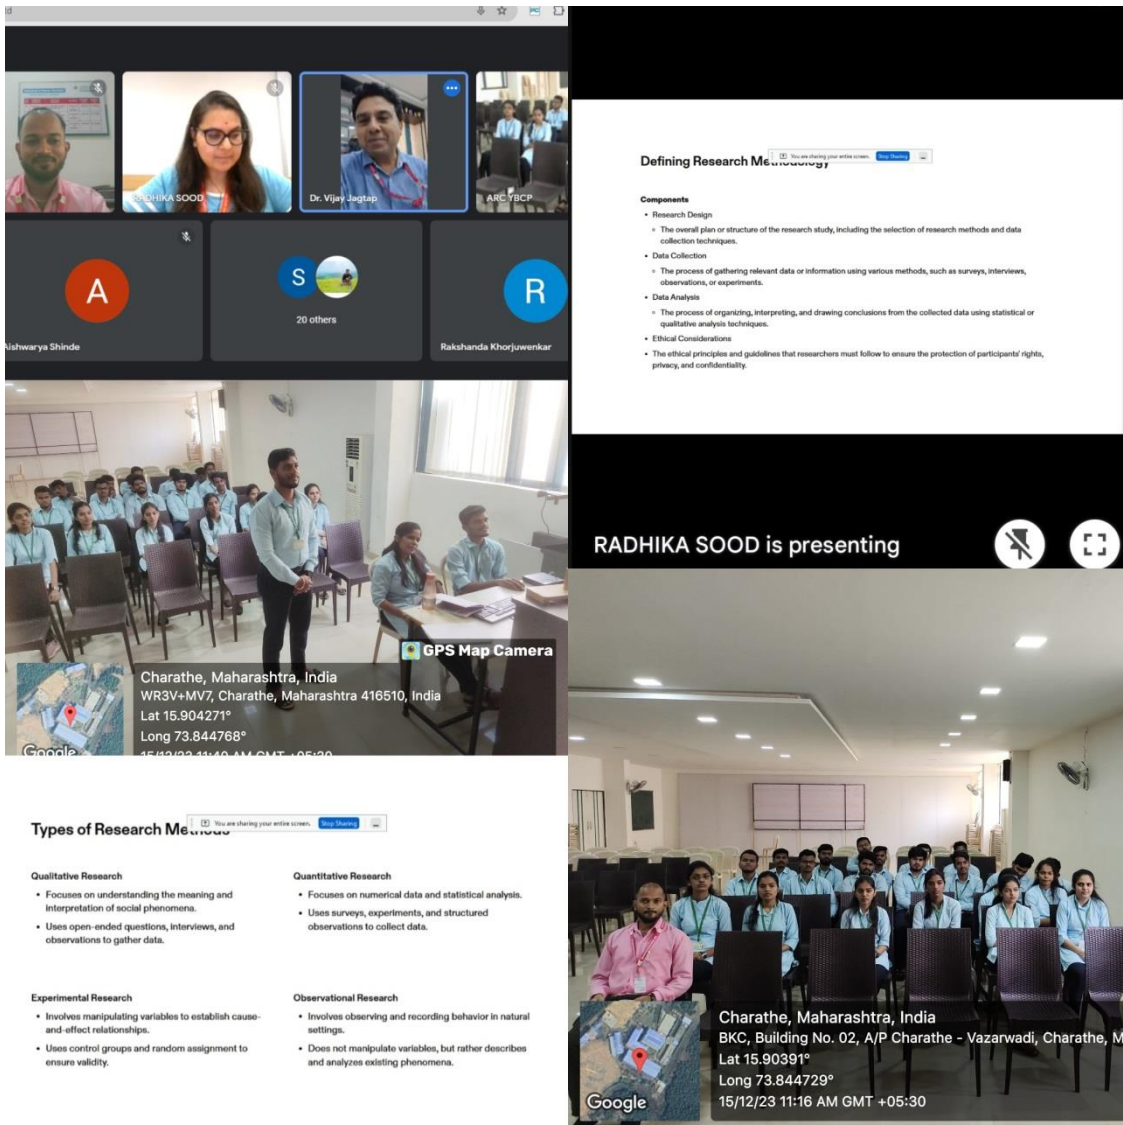 RADHIKA SOOD
Dr. Vijay Jagtap
ARC YBCP
A
S
R
20 others
Aishwarya Shinde
Rakshanda Khorjuwenkar
Defining Research Methodology
You are sharing your entire screen.
Stop Sharing
Components
• Research Design
The overall plan or structure of the research study, including the selection of research methods and data
collection techniques.
• Data Collection
The process of gathering relevant data or information using various methods, such as surveys, interviews,
observations, or experiments.
• Data Analysis
The process of organizing, interpreting, and drawing conclusions from the collected data using statistical or
qualitative analysis techniques.
• Ethical Considerations
• The ethical principles and guidelines that researchers must follow to ensure the protection of participants' rights,
privacy, and confidentiality.
RADHIKA SOOD is presenting
GPS Map Camera
Charathe, Maharashtra, India
WR3V+MV7, Charathe, Maharashtra 416510, India
Lat 15.904271°
Long 73.844768°
15/12/23 11:40 AM GMT +05:30
Google
Types of Research Methods
You are sharing your entire screen.
Stop Sharing
Qualitative Research
• Focuses on understanding the meaning and
interpretation of social phenomena.
• Uses open-ended questions, interviews, and
observations to gather data.
Quantitative Research
• Focuses on numerical data and statistical analysis.
• Uses surveys, experiments, and structured
observations to collect data.
Experimental Research
• Involves manipulating variables to establish cause-
and-effect relationships.
• Uses control groups and random assignment to
ensure validity.
Observational Research
• Involves observing and recording behavior in natural
settings.
• Does not manipulate variables, but rather describes
and analyzes existing phenomena.
Charathe, Maharashtra, India
BKC, Building No. 02, A/P Charathe - Vazarwadi, Charathe, M
Lat 15.90391°
Long 73.844729°
15/12/23 11:16 AM GMT +05:30
Google